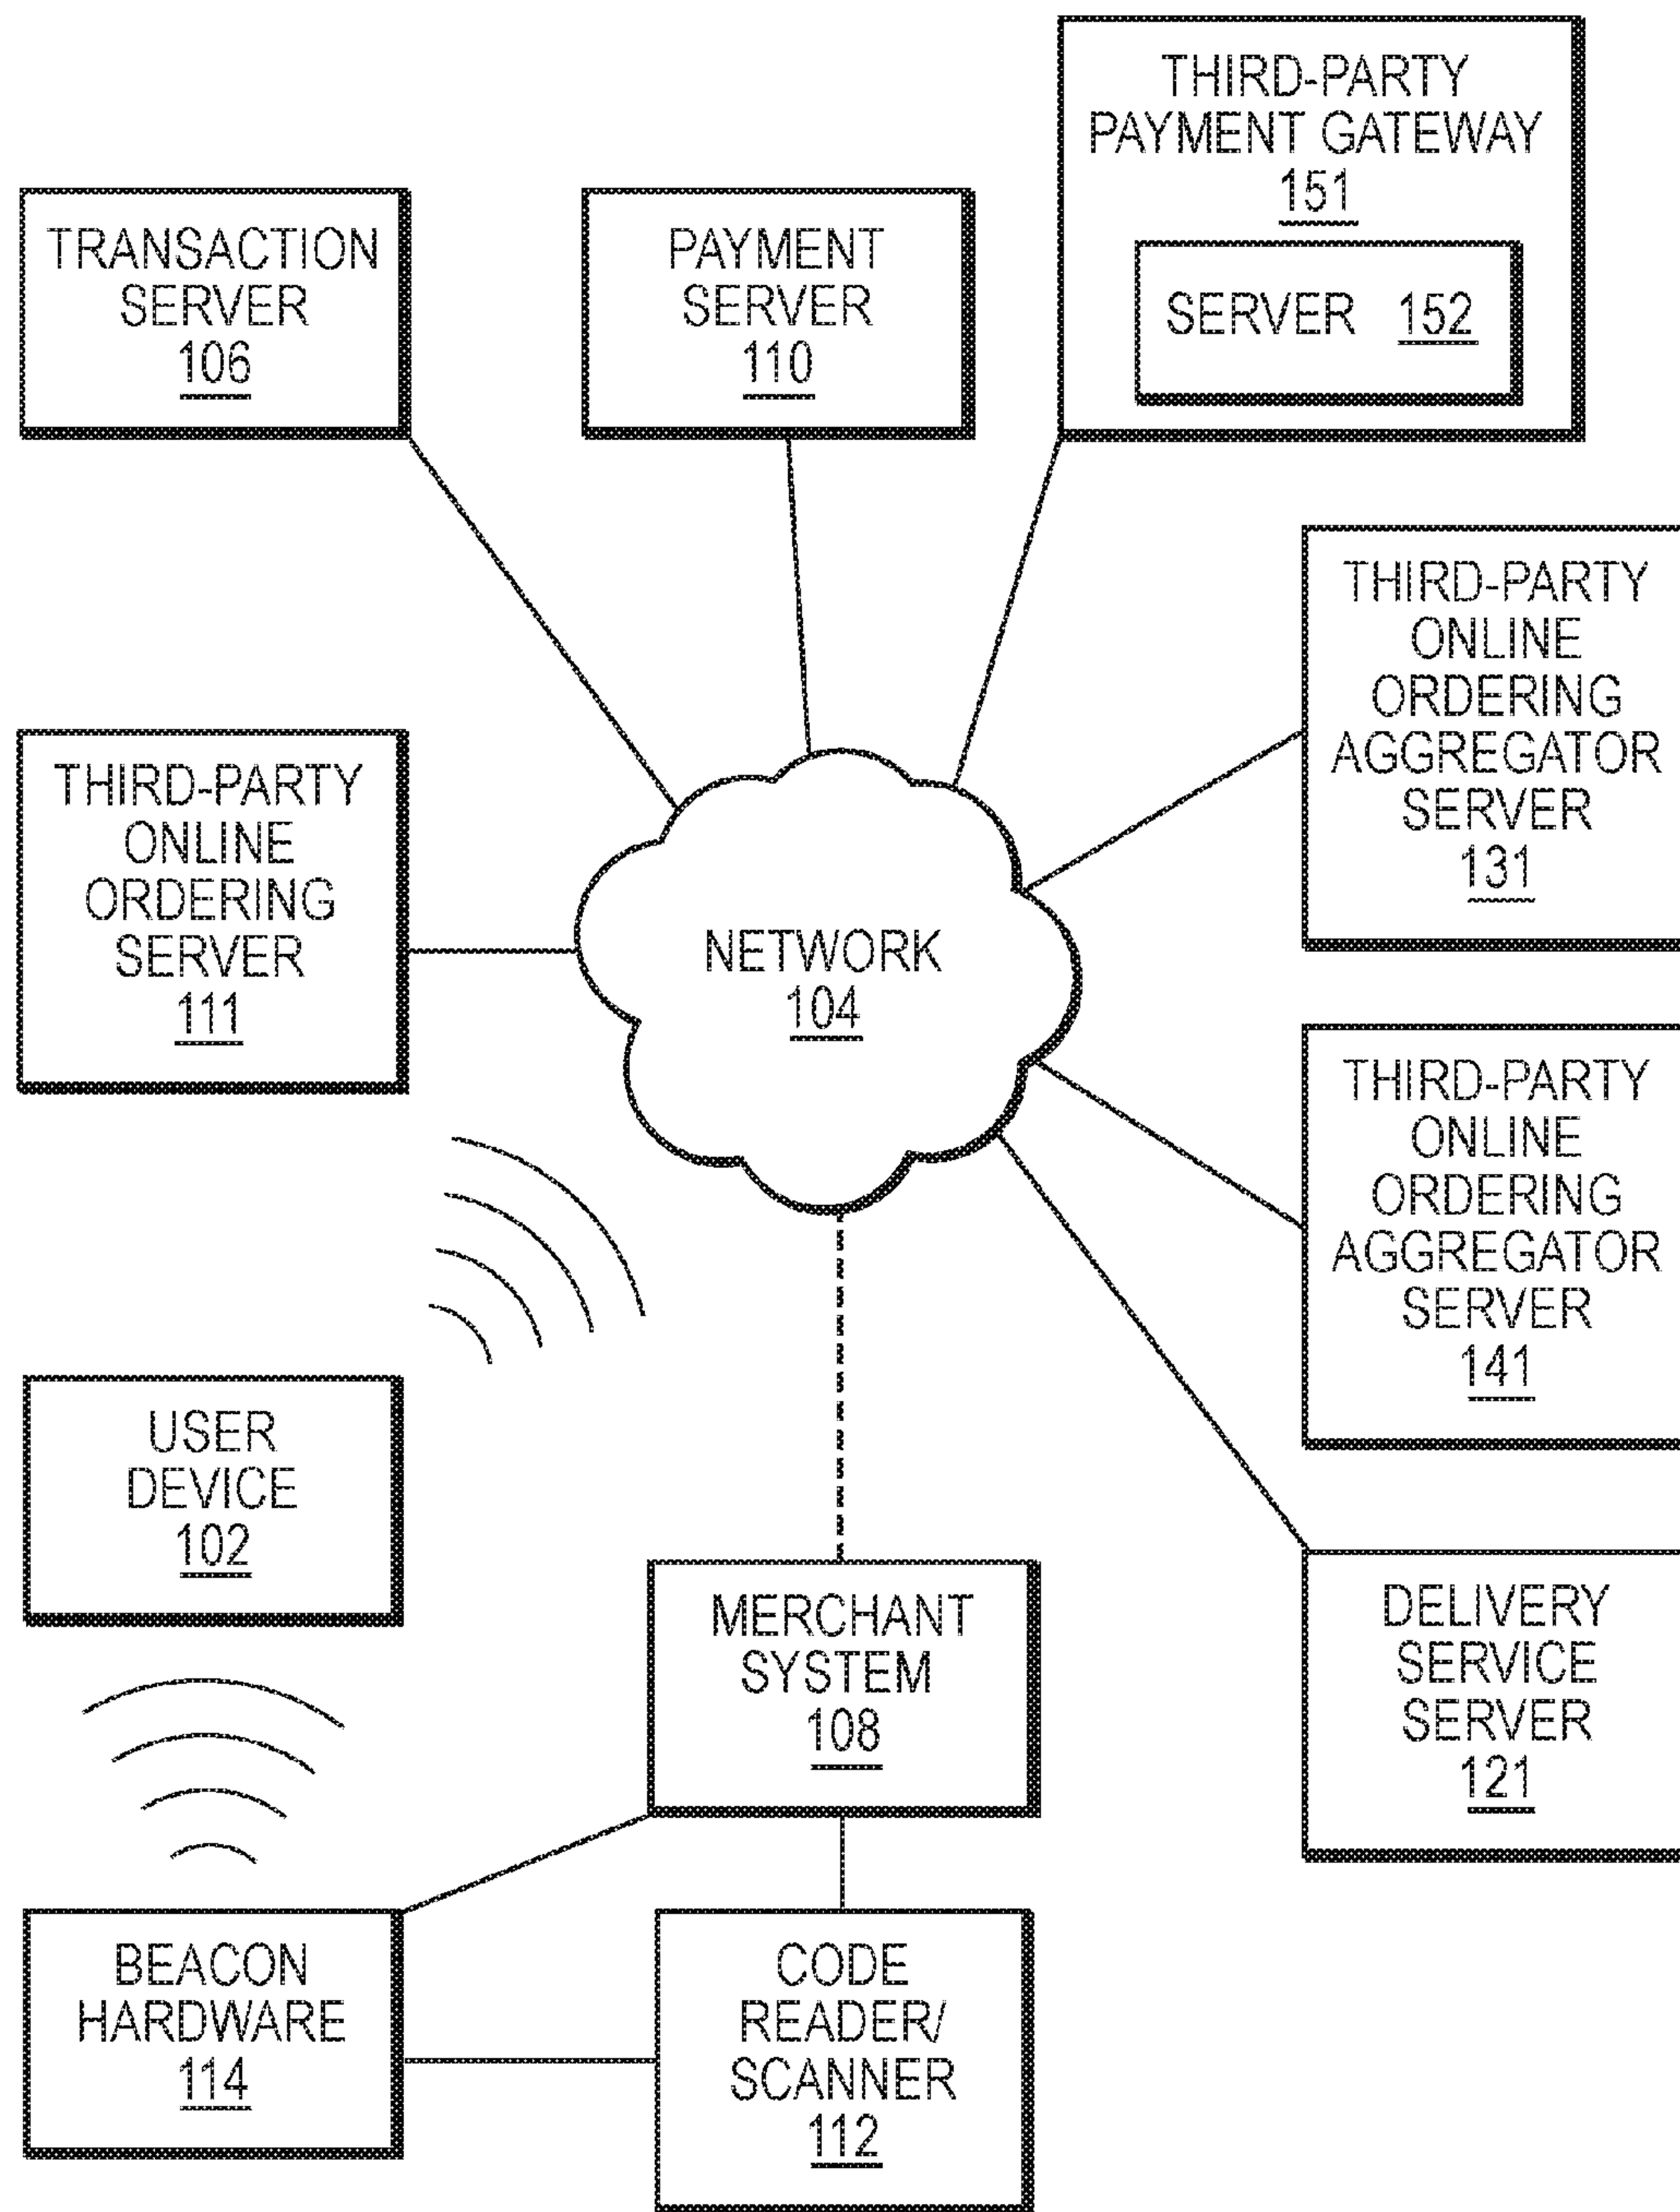 THIRD-PARTY
PAYMENT GATEWAY
151
SERVER 152
TRANSACTION
SERVER
106
PAYMENT
SERVER
110
THIRD-PARTY
ONLINE
ORDERING
AGGREGATOR
SERVER
131
THIRD-PARTY
ONLINE
ORDERING
SERVER
111
NETWORK
104
THIRD-PARTY
ONLINE
ORDERING
AGGREGATOR
SERVER
141
USER
DEVICE
102
MERCHANT
SYSTEM
108
DELIVERY
SERVICE
SERVER
121
BEACON
HARDWARE
114
CODE
READER/
SCANNER
112